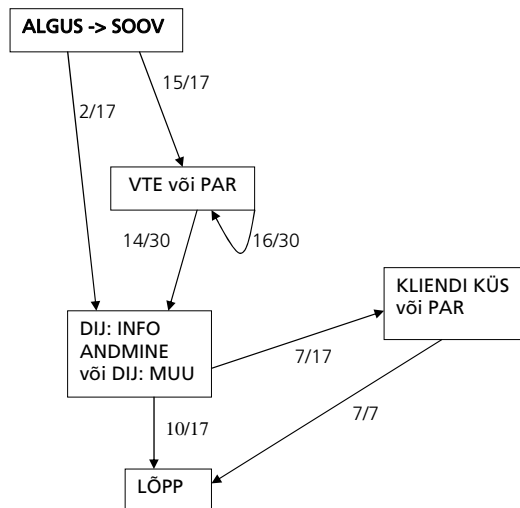 ALGUS -> SOOV
15/17
2/17
VTE või PAR
14/30
16/30
KLIENDI KÜS
või PAR
DIJ: INFO
ANDMINE
või DIJ: MUU
7/17
7/7
10/17
LÕPP